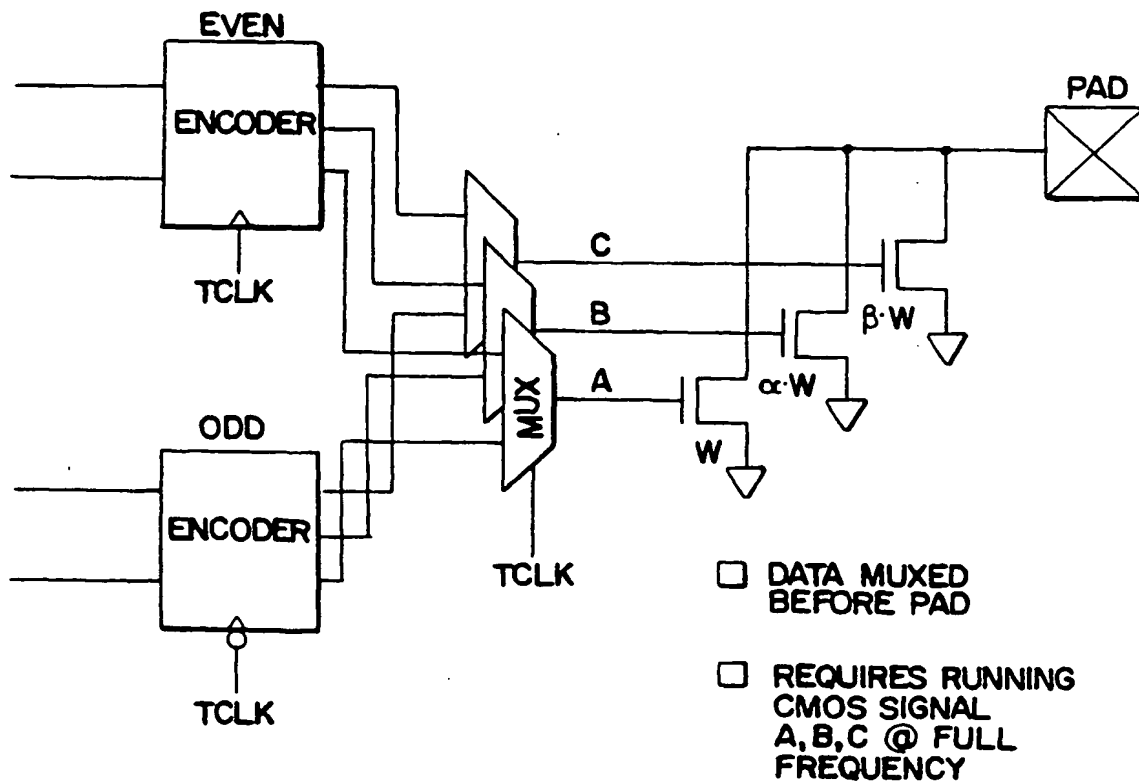 EVEN
ENCODER
TCLK
PAD
C
β·W
B
α·W
A
W
MUX
TCLK
ODD
ENCODER
TCLK
DATA MUXED
BEFORE PAD
REQUIRES RUNNING
CMOS SIGNAL
A,B,C @ FULL
FREQUENCY